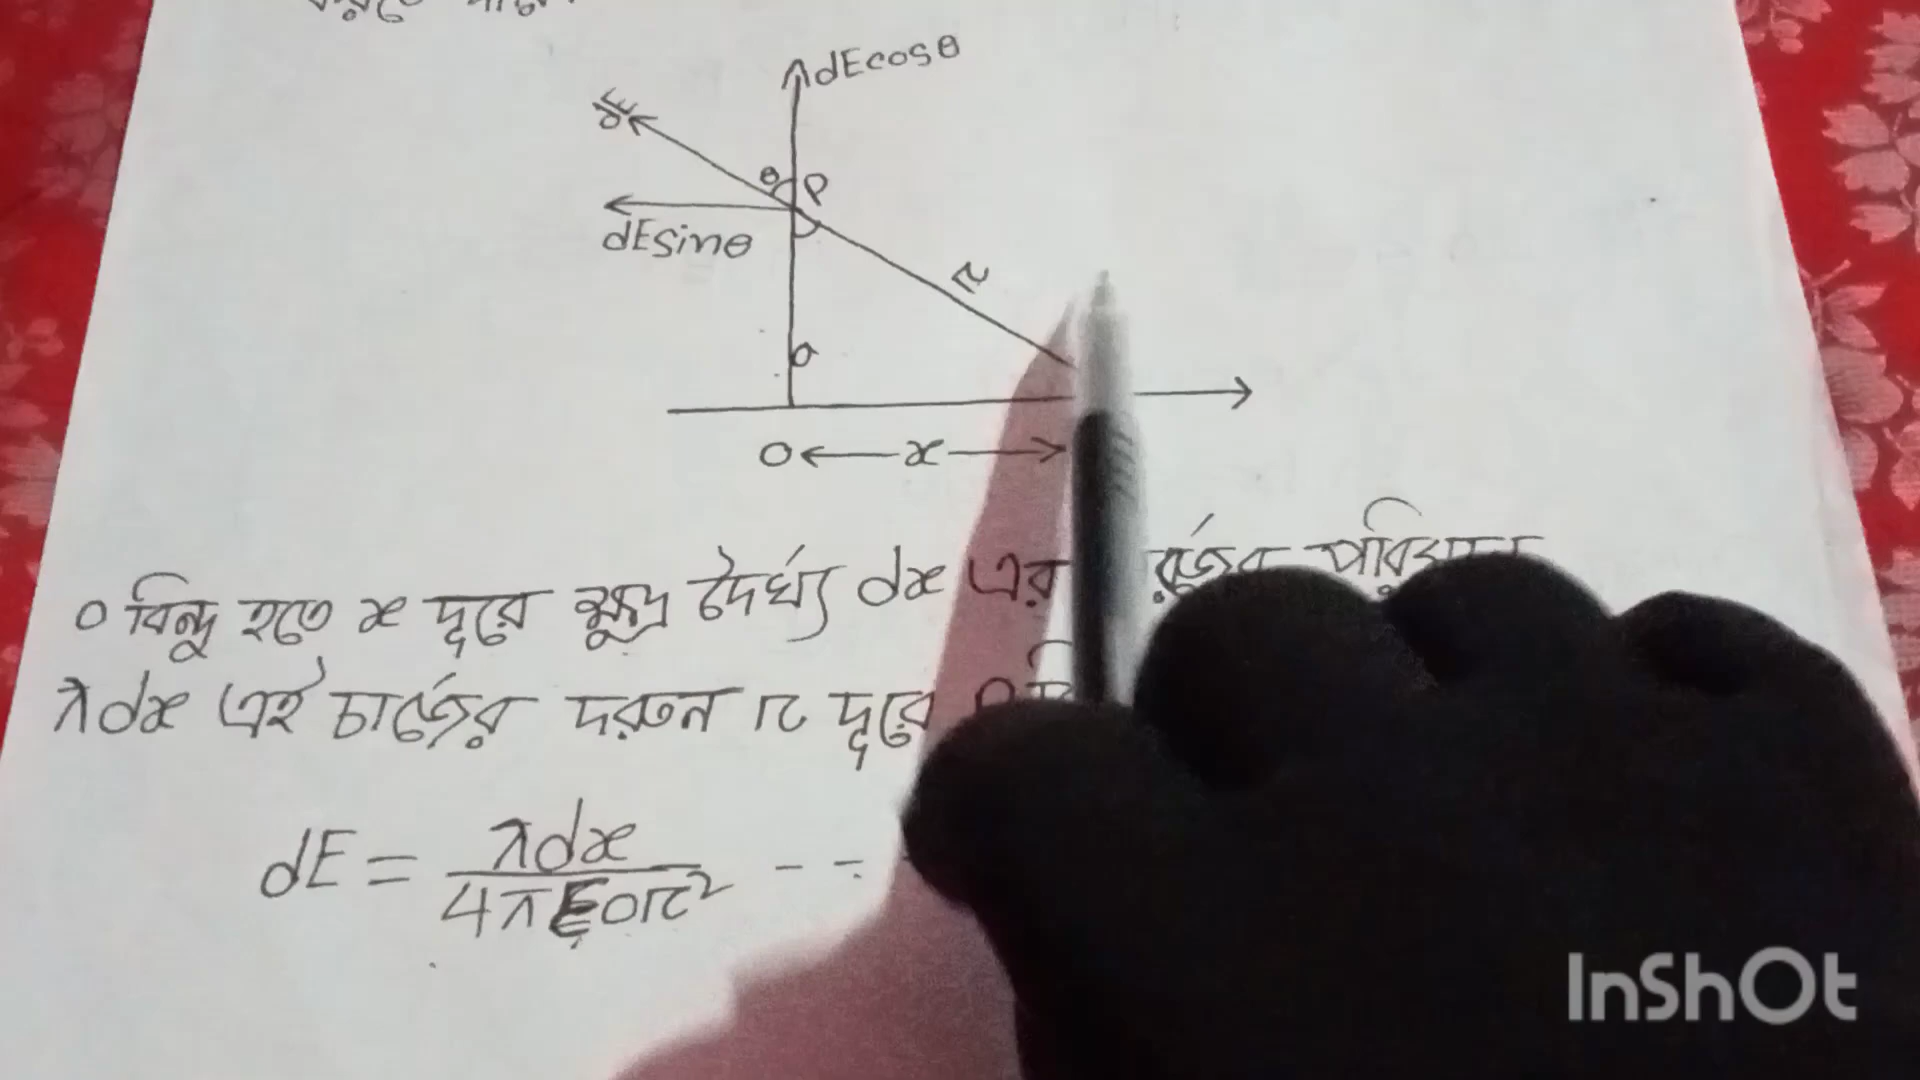 dEcosθ
dE
θ P
dEsinθ
r
a
O x
O বিন্দু হতে x দূরে ক্ষুদ্র দৈর্ঘ্য dx এর
λdx এই চার্জের দরুন r দূরে
dE = λdx / 4πε0r² - - -
InShOt